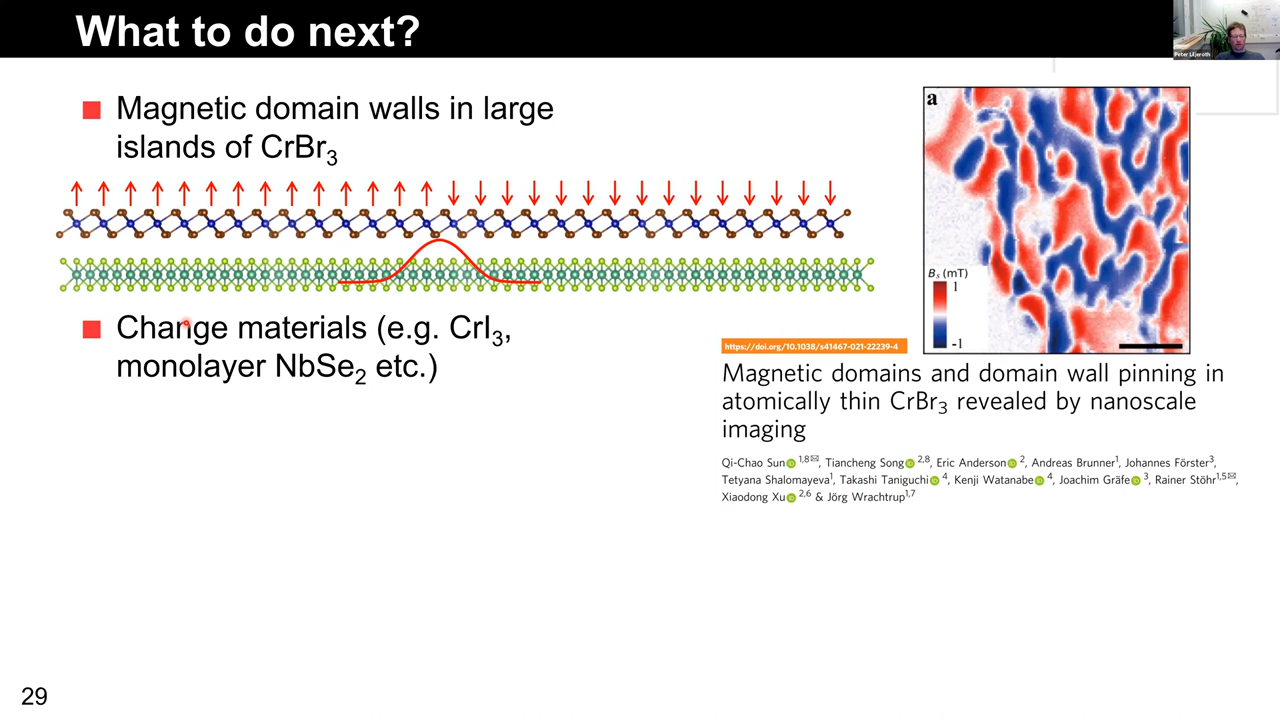 What to do next?
Peter Liljeroth
Magnetic domain walls in large
islands of CrBr3
Change materials (e.g. CrI3,
monolayer NbSe2 etc.)
a
Bx (mT)
1
-1
https://doi.org/10.1038/s41467-021-22239-4
Magnetic domains and domain wall pinning in
atomically thin CrBr3 revealed by nanoscale
imaging
Qi-Chao Sun 1,8✉, Tiancheng Song 2,8, Eric Anderson 2, Andreas Brunner1, Johannes Förster3,
Tetyana Shalomayeva1, Takashi Taniguchi 4, Kenji Watanabe 4, Joachim Gräfe 3, Rainer Stöhr1,5✉,
Xiaodong Xu 2,6 & Jörg Wrachtrup1,7
29